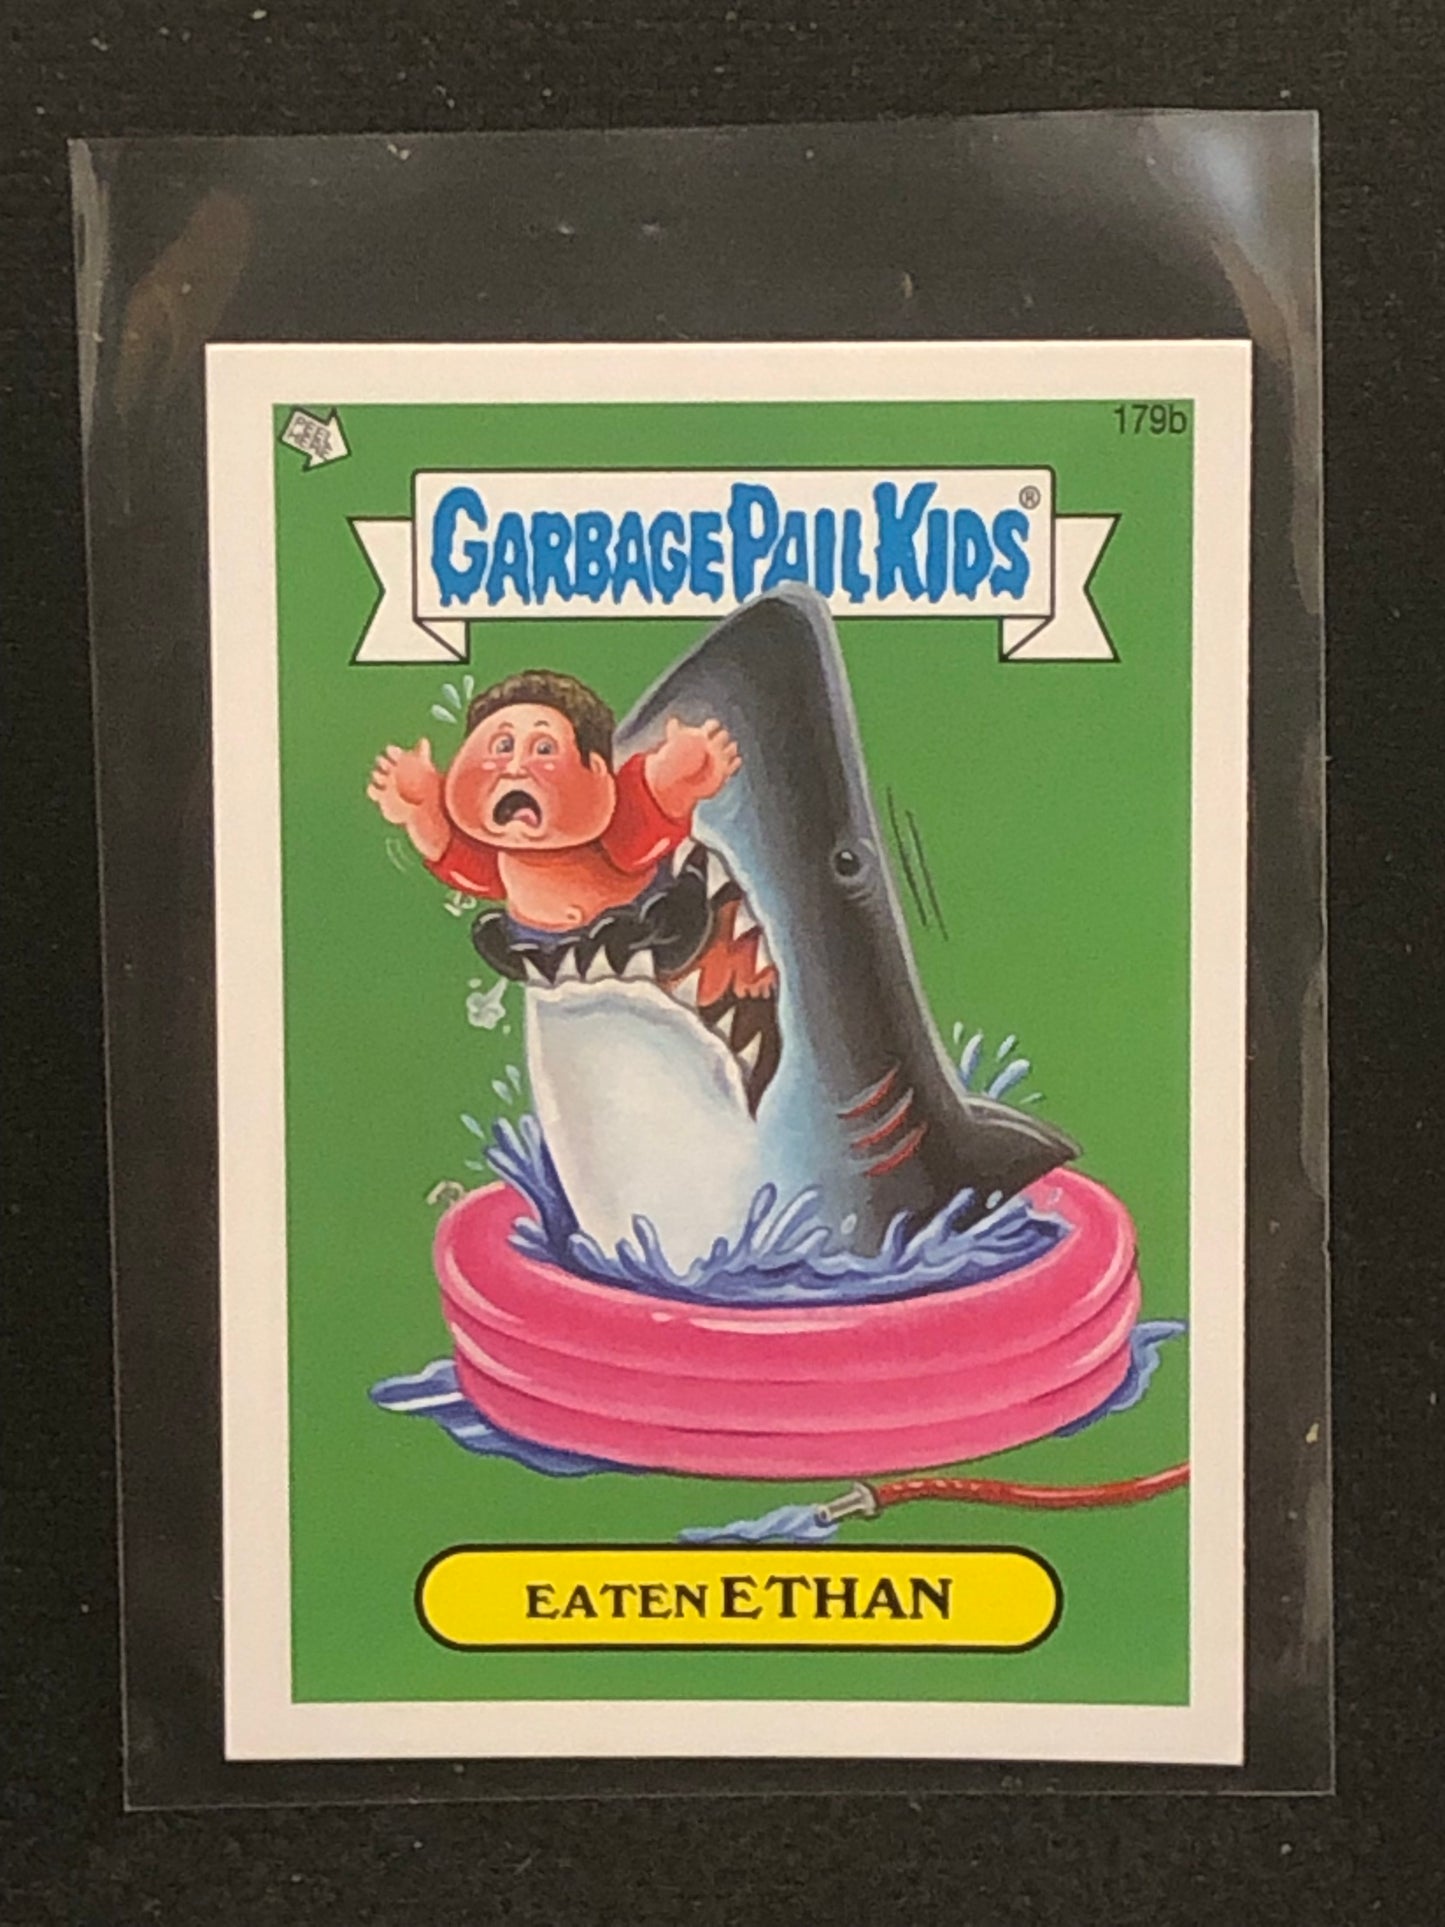 PEEL
HERE
179b
GARBAGE PAIL KIDS®
EATEN ETHAN